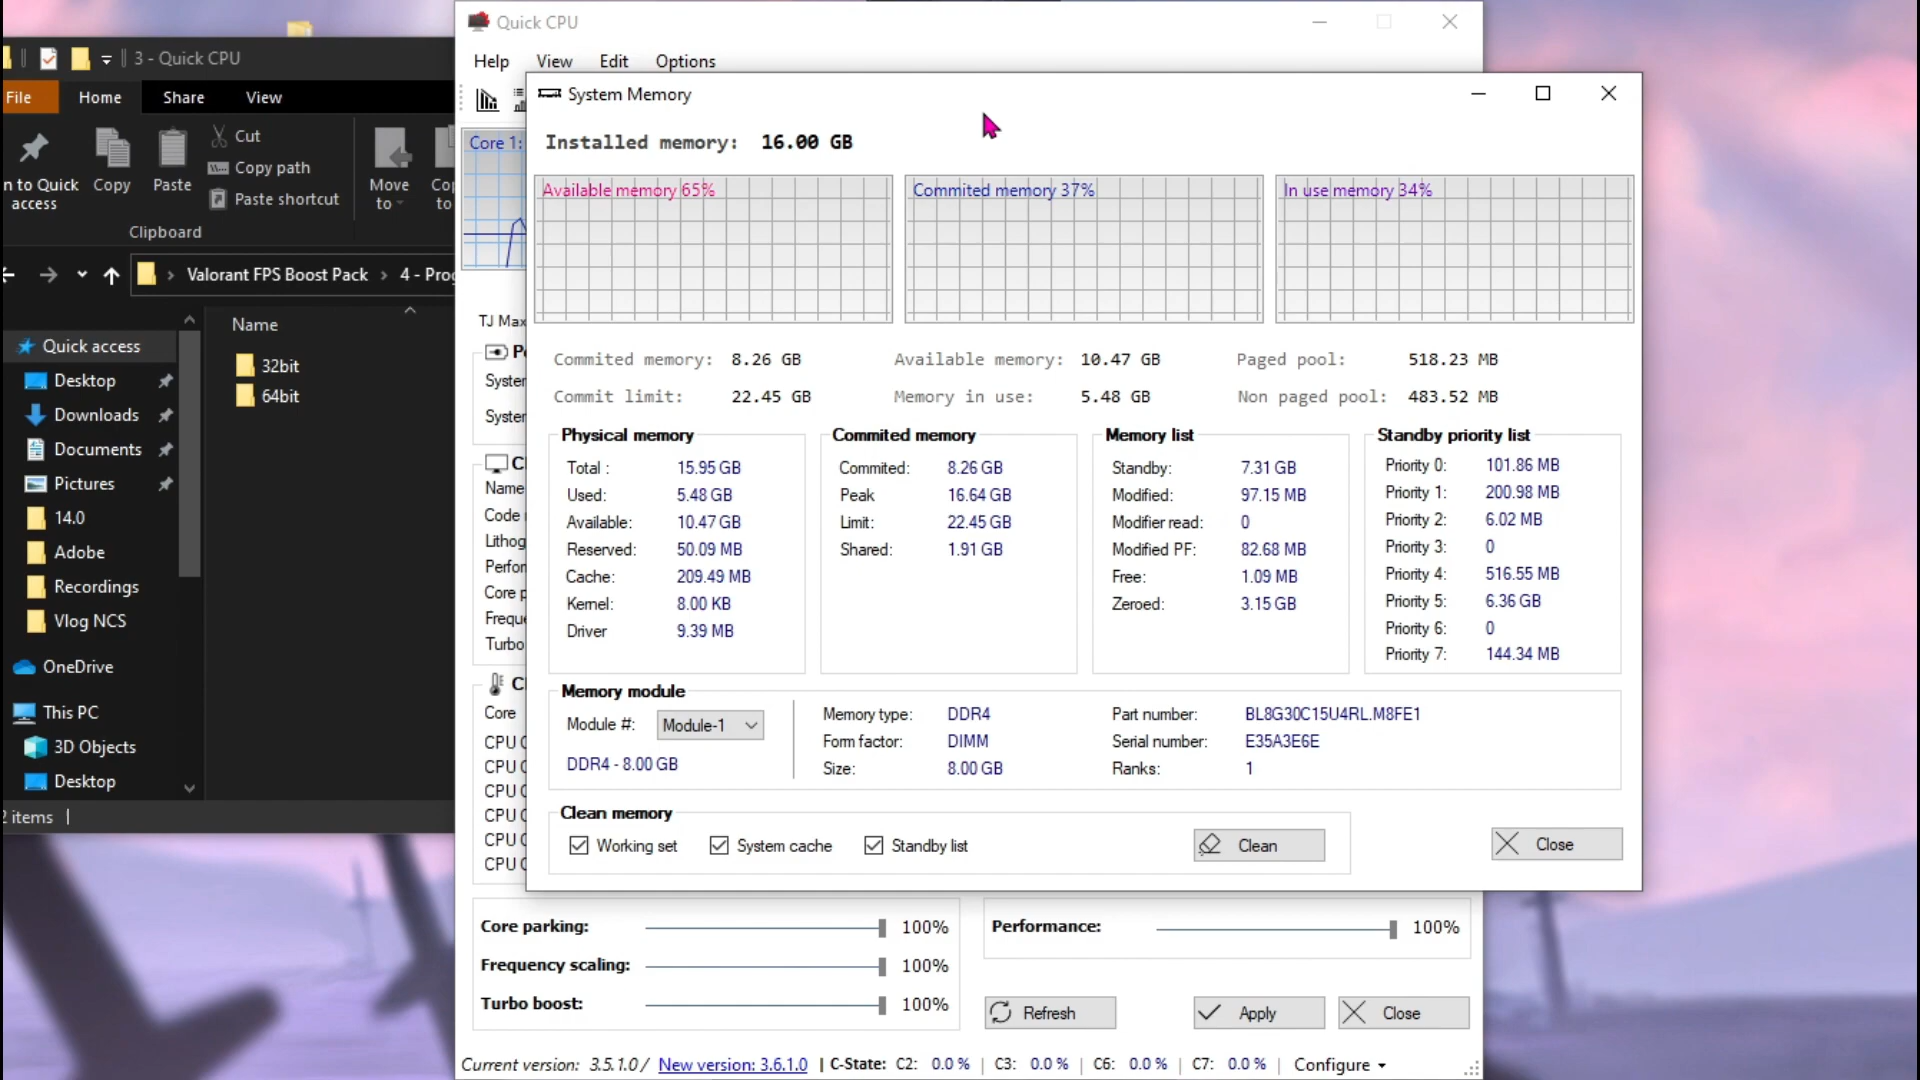 3 - Quick CPU
File
Home
Share
View
n to Quick
access
Copy
Paste
Cut
Copy path
Paste shortcut
Move
to
Clipboard
Valorant FPS Boost Pack
Name
32bit
64bit
Quick access
Desktop
Downloads
Documents
Pictures
14.0
Adobe
Recordings
Vlog NCS
OneDrive
This PC
3D Objects
Desktop
2 items
Quick CPU
Help View Edit Options
Core 1:
TJ Max
System
System
Name
Core
System Memory
Installed memory: 16.00 GB
Available memory 65%
Commited memory 37%
In use memory 34%
Commited memory: 8.26 GB Available memory: 10.47 GB Paged pool: 518.23 MB
Commit limit: 22.45 GB Memory in use: 5.48 GB Non paged pool: 483.52 MB
Physical memory
Total : 15.95 GB
Used: 5.48 GB
Available: 10.47 GB
Reserved: 50.09 MB
Cache: 209.49 MB
Kernel: 8.00 KB
Driver 9.39 MB
Commited memory
Commited: 8.26 GB
Peak 16.64 GB
Limit: 22.45 GB
Shared: 1.91 GB
Memory list
Standby: 7.31 GB
Modified: 97.15 MB
Modifier read: 0
Modified PF: 82.68 MB
Free: 1.09 MB
Zeroed: 3.15 GB
Standby priority list
Priority 0: 101.86 MB
Priority 1: 200.98 MB
Priority 2: 6.02 MB
Priority 3: 0
Priority 4: 516.55 MB
Priority 5: 6.36 GB
Priority 6: 0
Priority 7: 144.34 MB
Memory module
Module #: Module-1
DDR4 - 8.00 GB
Memory type: DDR4
Form factor: DIMM
Size: 8.00 GB
Part number: BL8G30C15U4RL.M8FE1
Serial number: E35A3E6E
Ranks: 1
Clean memory
Working set System cache Standby list Clean
Close
Core parking: 100%
Frequency scaling: 100%
Turbo boost: 100%
Performance: 100%
Refresh Apply Close
Current version: 3.5.1.0/ New version: 3.6.1.0 | C-State: C2: 0.0 % | C3: 0.0 % | C6: 0.0 % | C7: 0.0 % | Configure